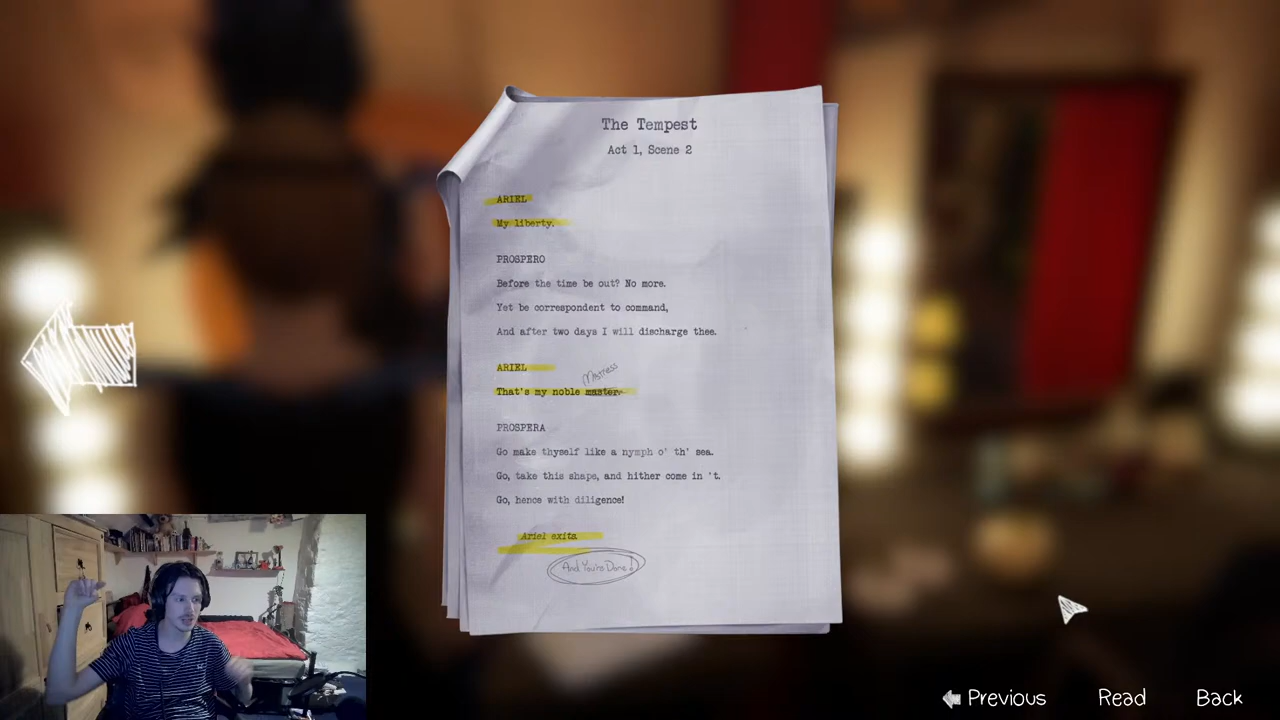 The Tempest
Act 1, Scene 2
ARIEL
My liberty.
PROSPERO
Before the time be out? No more.
Yet be correspondent to command,
And after two days I will discharge thee.
ARIEL
Mistress
That's my noble master.
PROSPERA
Go make thyself like a nymph o' th' sea.
Go, take this shape, and hither come in 't.
Go, hence with diligence!
Ariel exits.
And You're Done!
Previous Read Back